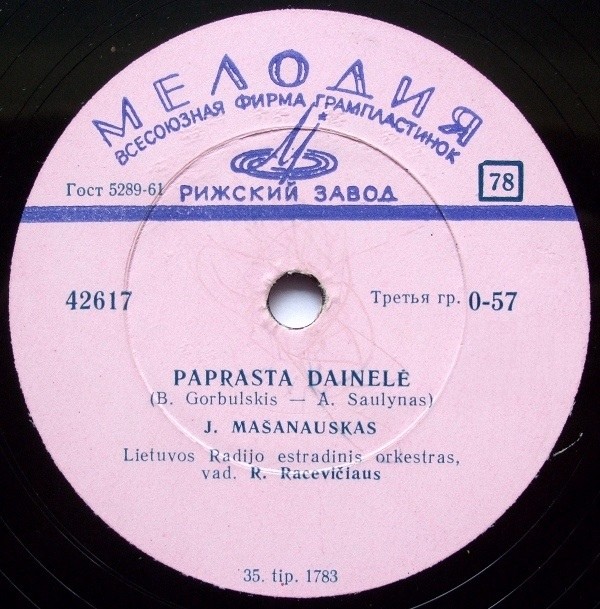 МЕЛОДИЯ
ВСЕСОЮЗНАЯ ФИРМА ГРАМПЛАСТИНОК
Гост 5289-61
РИЖСКИЙ ЗАВОД
78
42617
Третья гр. 0-57
PAPRASTA DAINELĖ
(B. Gorbulskis — A. Saulynas)
J. MAŠANAUSKAS
Lietuvos Radijo estradinis orkestras,
vad. R. Racevičiaus
35. tip. 1783